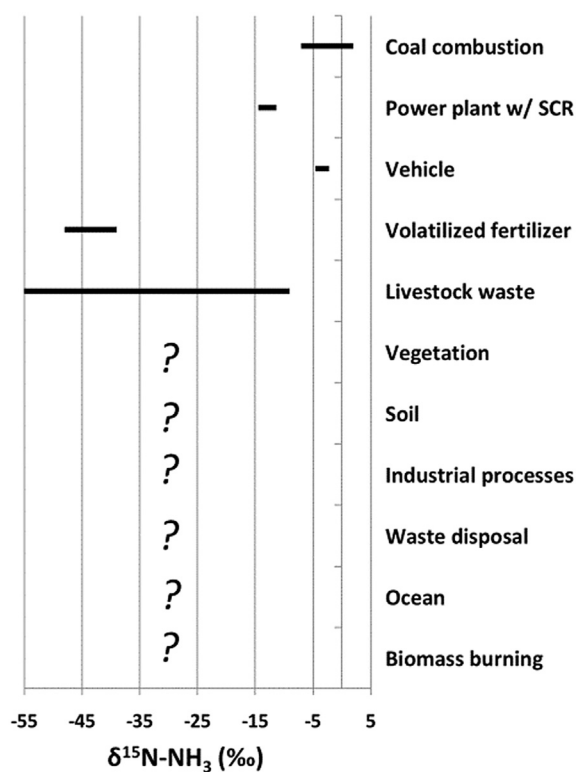 Coal combustion
Power plant w/ SCR
Vehicle
Volatilized fertilizer
Livestock waste
? Vegetation
? Soil
? Industrial processes
? Waste disposal
? Ocean
? Biomass burning
-55 -45 -35 -25 -15 -5 5
δ¹⁵N-NH₃ (‰)